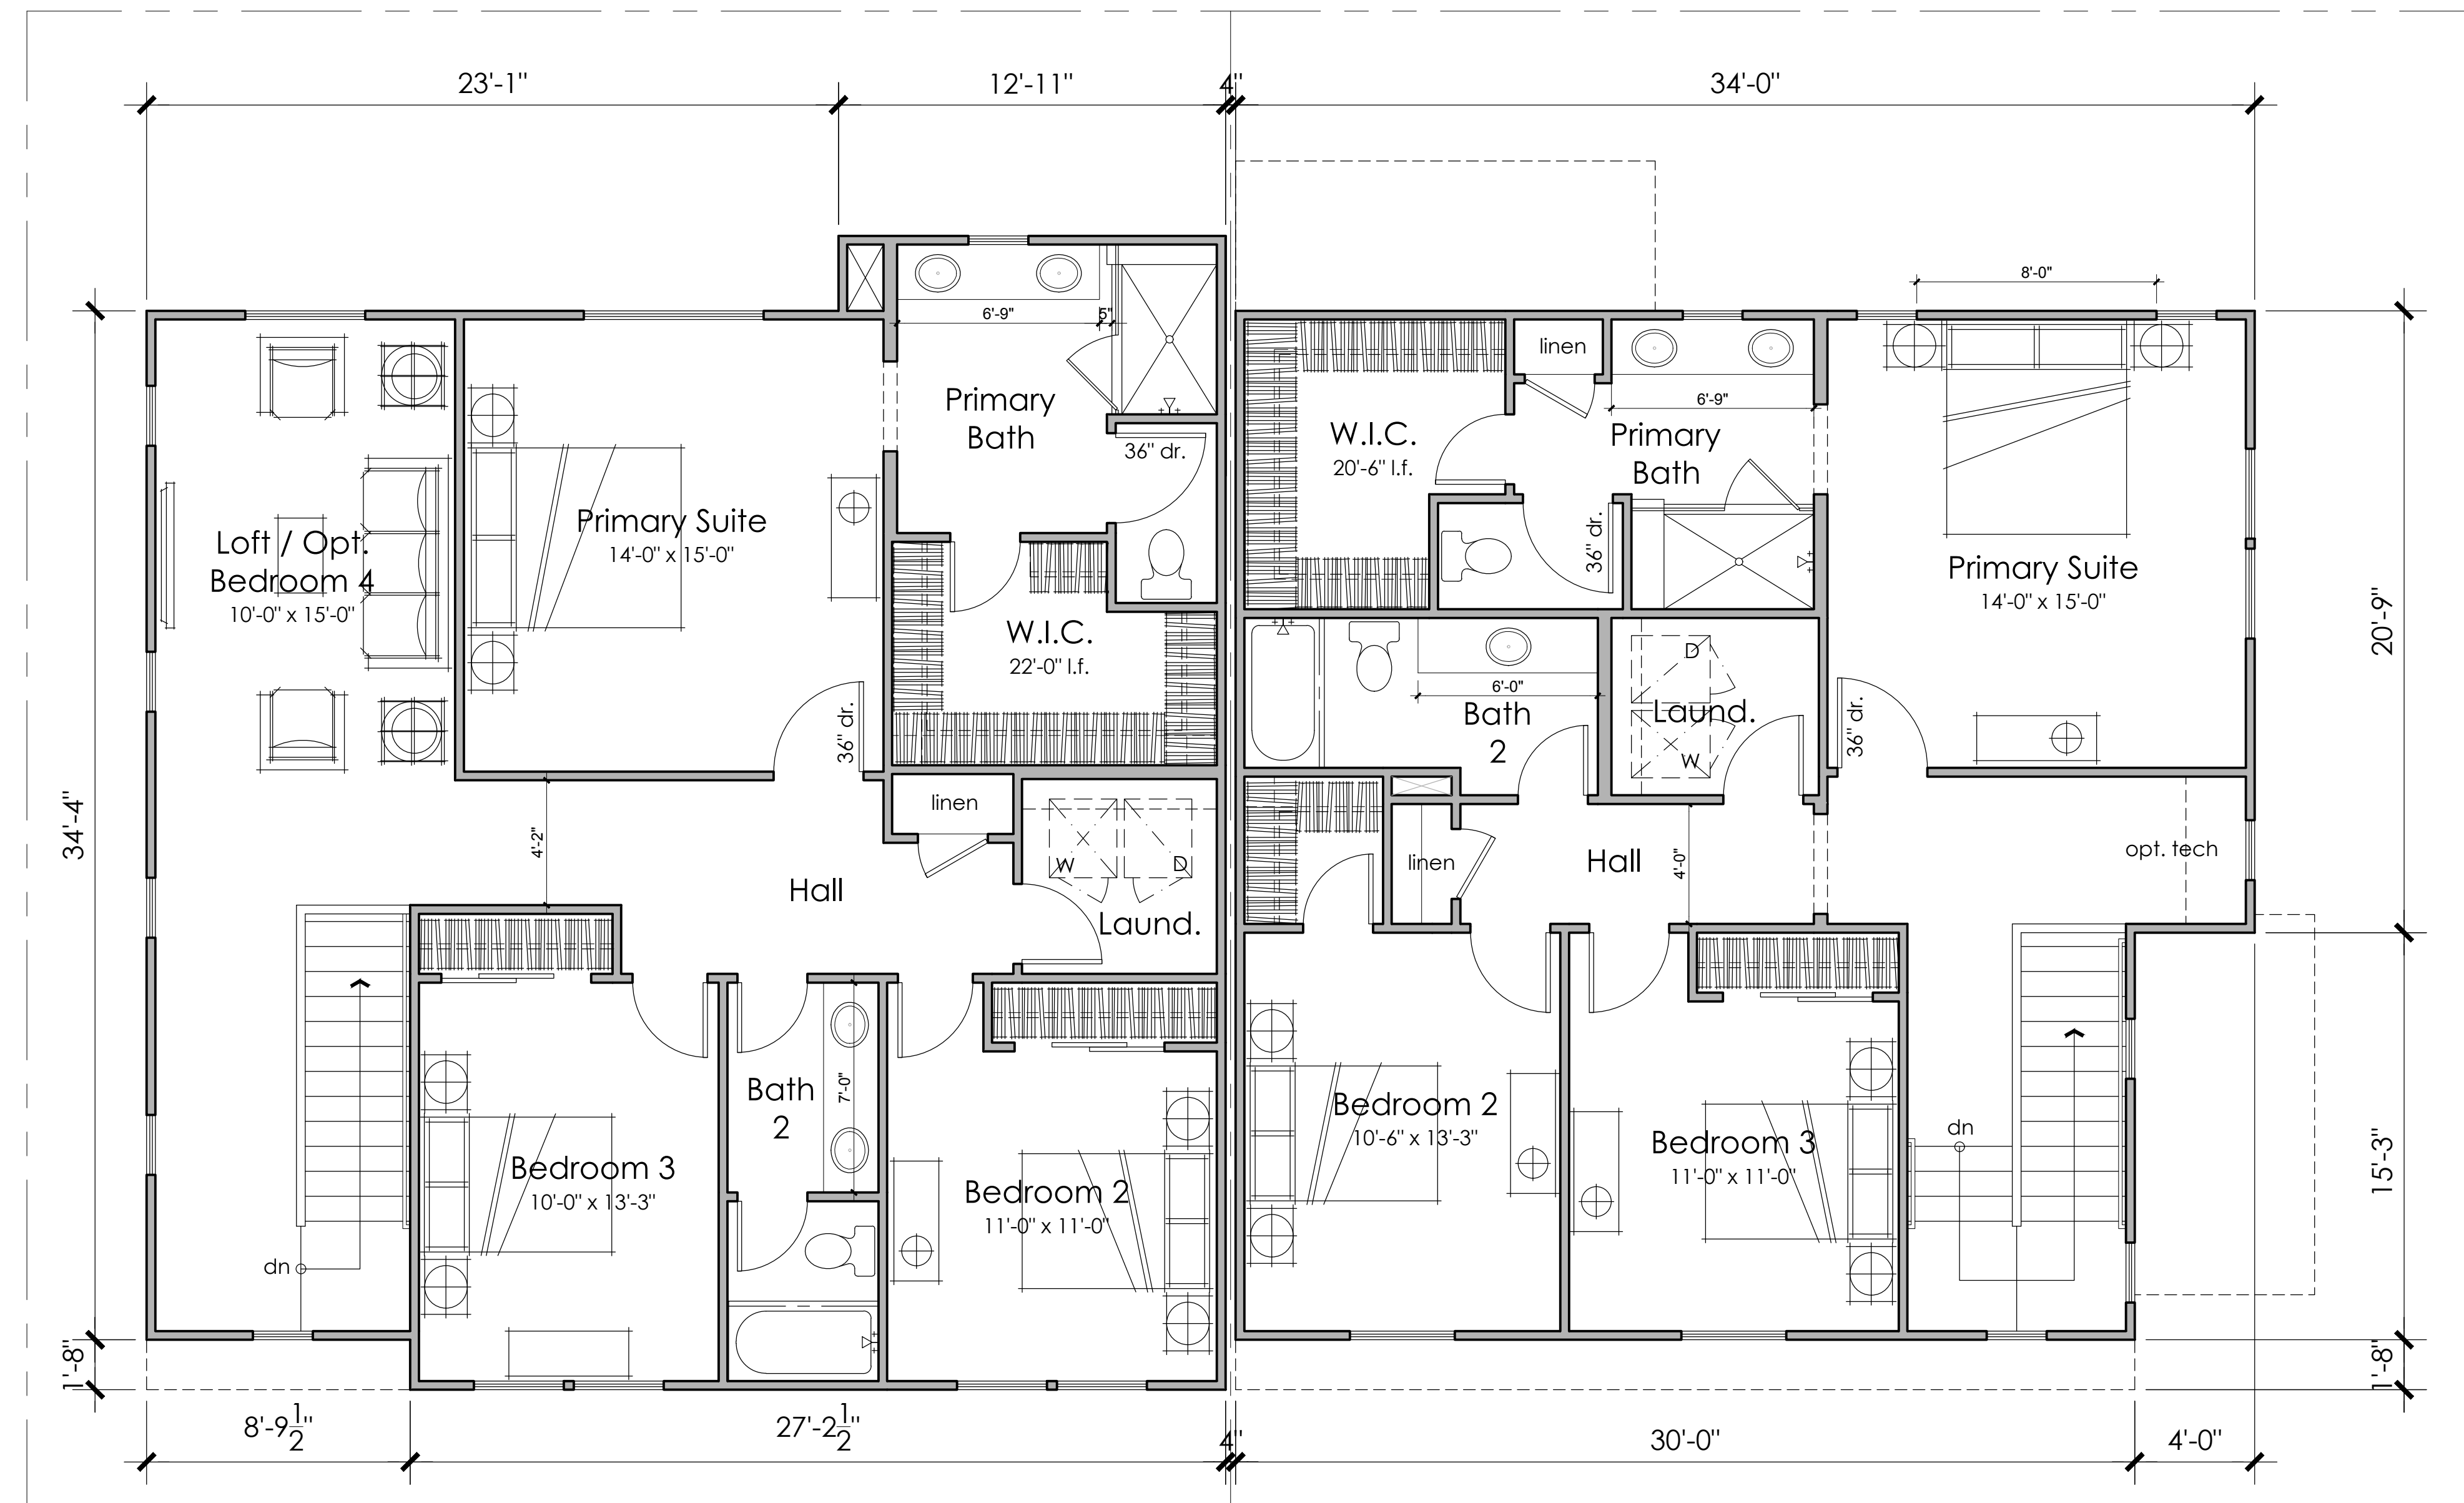 23'-1"
12'-11"
4"
34'-0"
8'-0"
6'-9"
5"
linen
6'-9"
Primary
Bath
36" dr.
W.I.C.
20'-6" l.f.
Primary
Bath
36" dr.
Primary Suite
14'-0" x 15'-0"
Loft / Opt.
Bedroom 4
10'-0" x 15'-0"
Primary Suite
14'-0" x 15'-0"
20'-9"
W.I.C.
22'-0" l.f.
D
6'-0"
Bath
2
Laund.
W
36" dr.
36" dr.
34'-4"
4'-2"
linen
W
D
Hall
Laund.
linen
Hall
4'-0"
opt. tech
Bath
2
7'-0"
Bedroom 3
10'-0" x 13'-3"
Bedroom 2
11'-0" x 11'-0"
Bedroom 2
10'-6" x 13'-3"
Bedroom 3
11'-0" x 11'-0"
dn
15'-3"
dn
1'-8"
1'-8"
8'-9 1/2"
27'-2 1/2"
4"
30'-0"
4'-0"